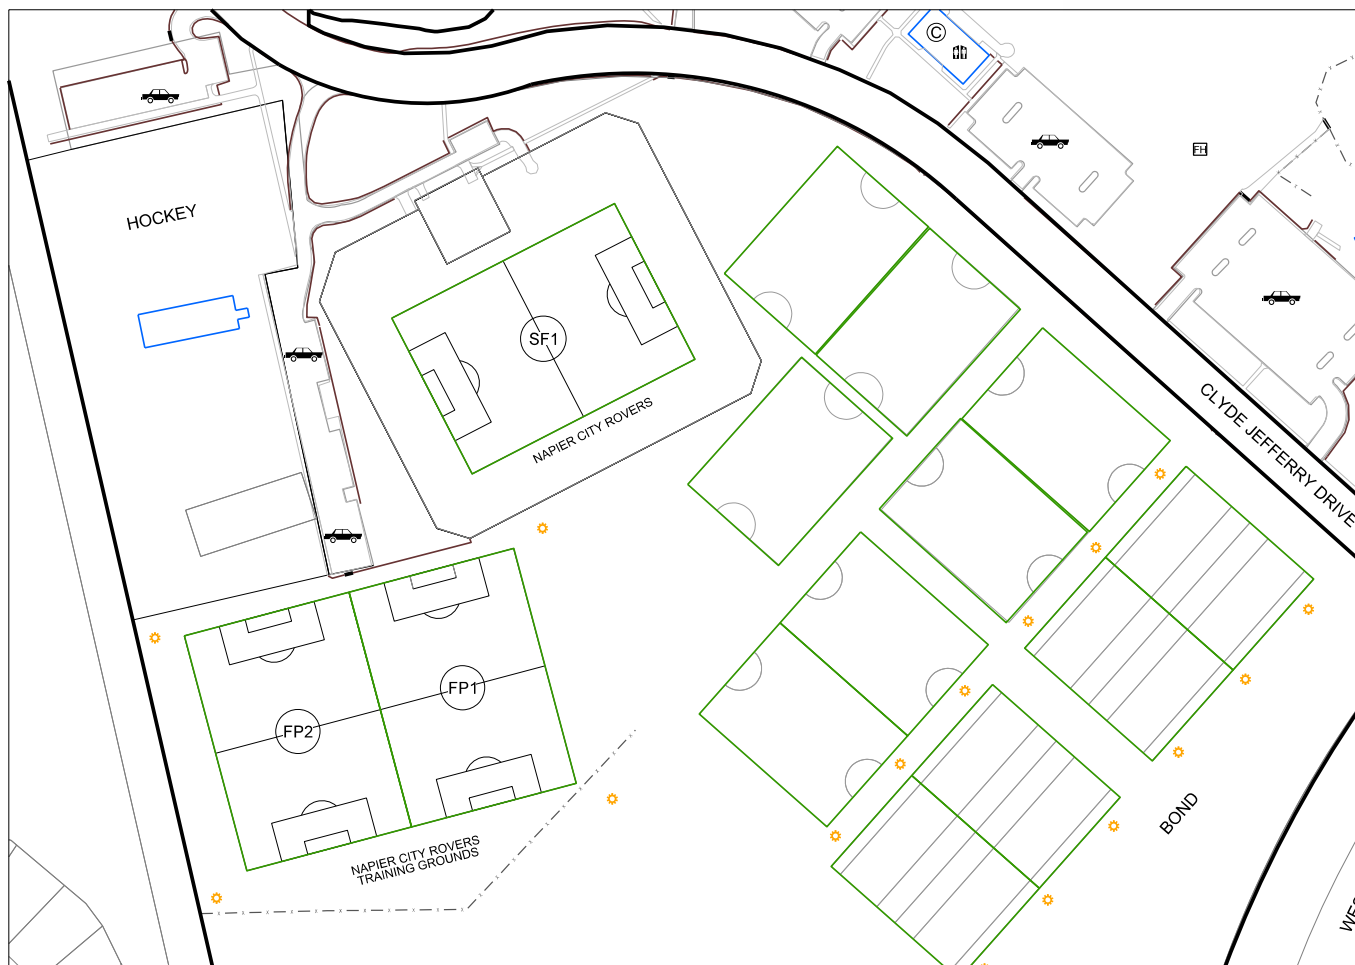 ©
FH
HOCKEY
SF1
NAPIER CITY ROVERS
CLYDE JEFFERRY DRIVE
FP1
FP2
NAPIER CITY ROVERS
TRAINING GROUNDS
BOND